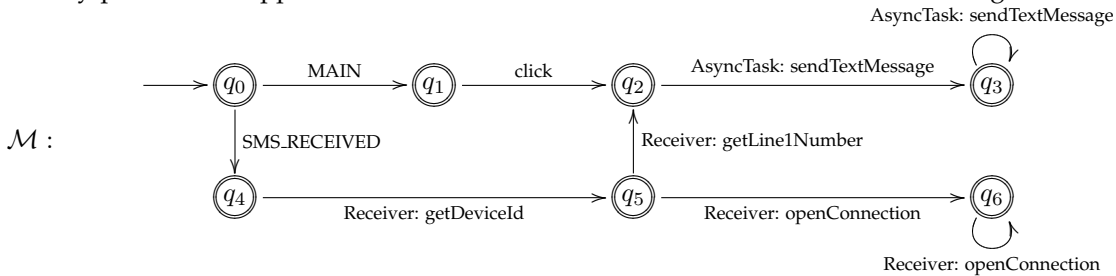 AsyncTask: sendTextMessage
MAIN
click
AsyncTask: sendTextMessage
q0
q1
q2
q3
M :
SMS_RECEIVED
Receiver: getLine1Number
q4
q5
q6
Receiver: getDeviceId
Receiver: openConnection
Receiver: openConnection